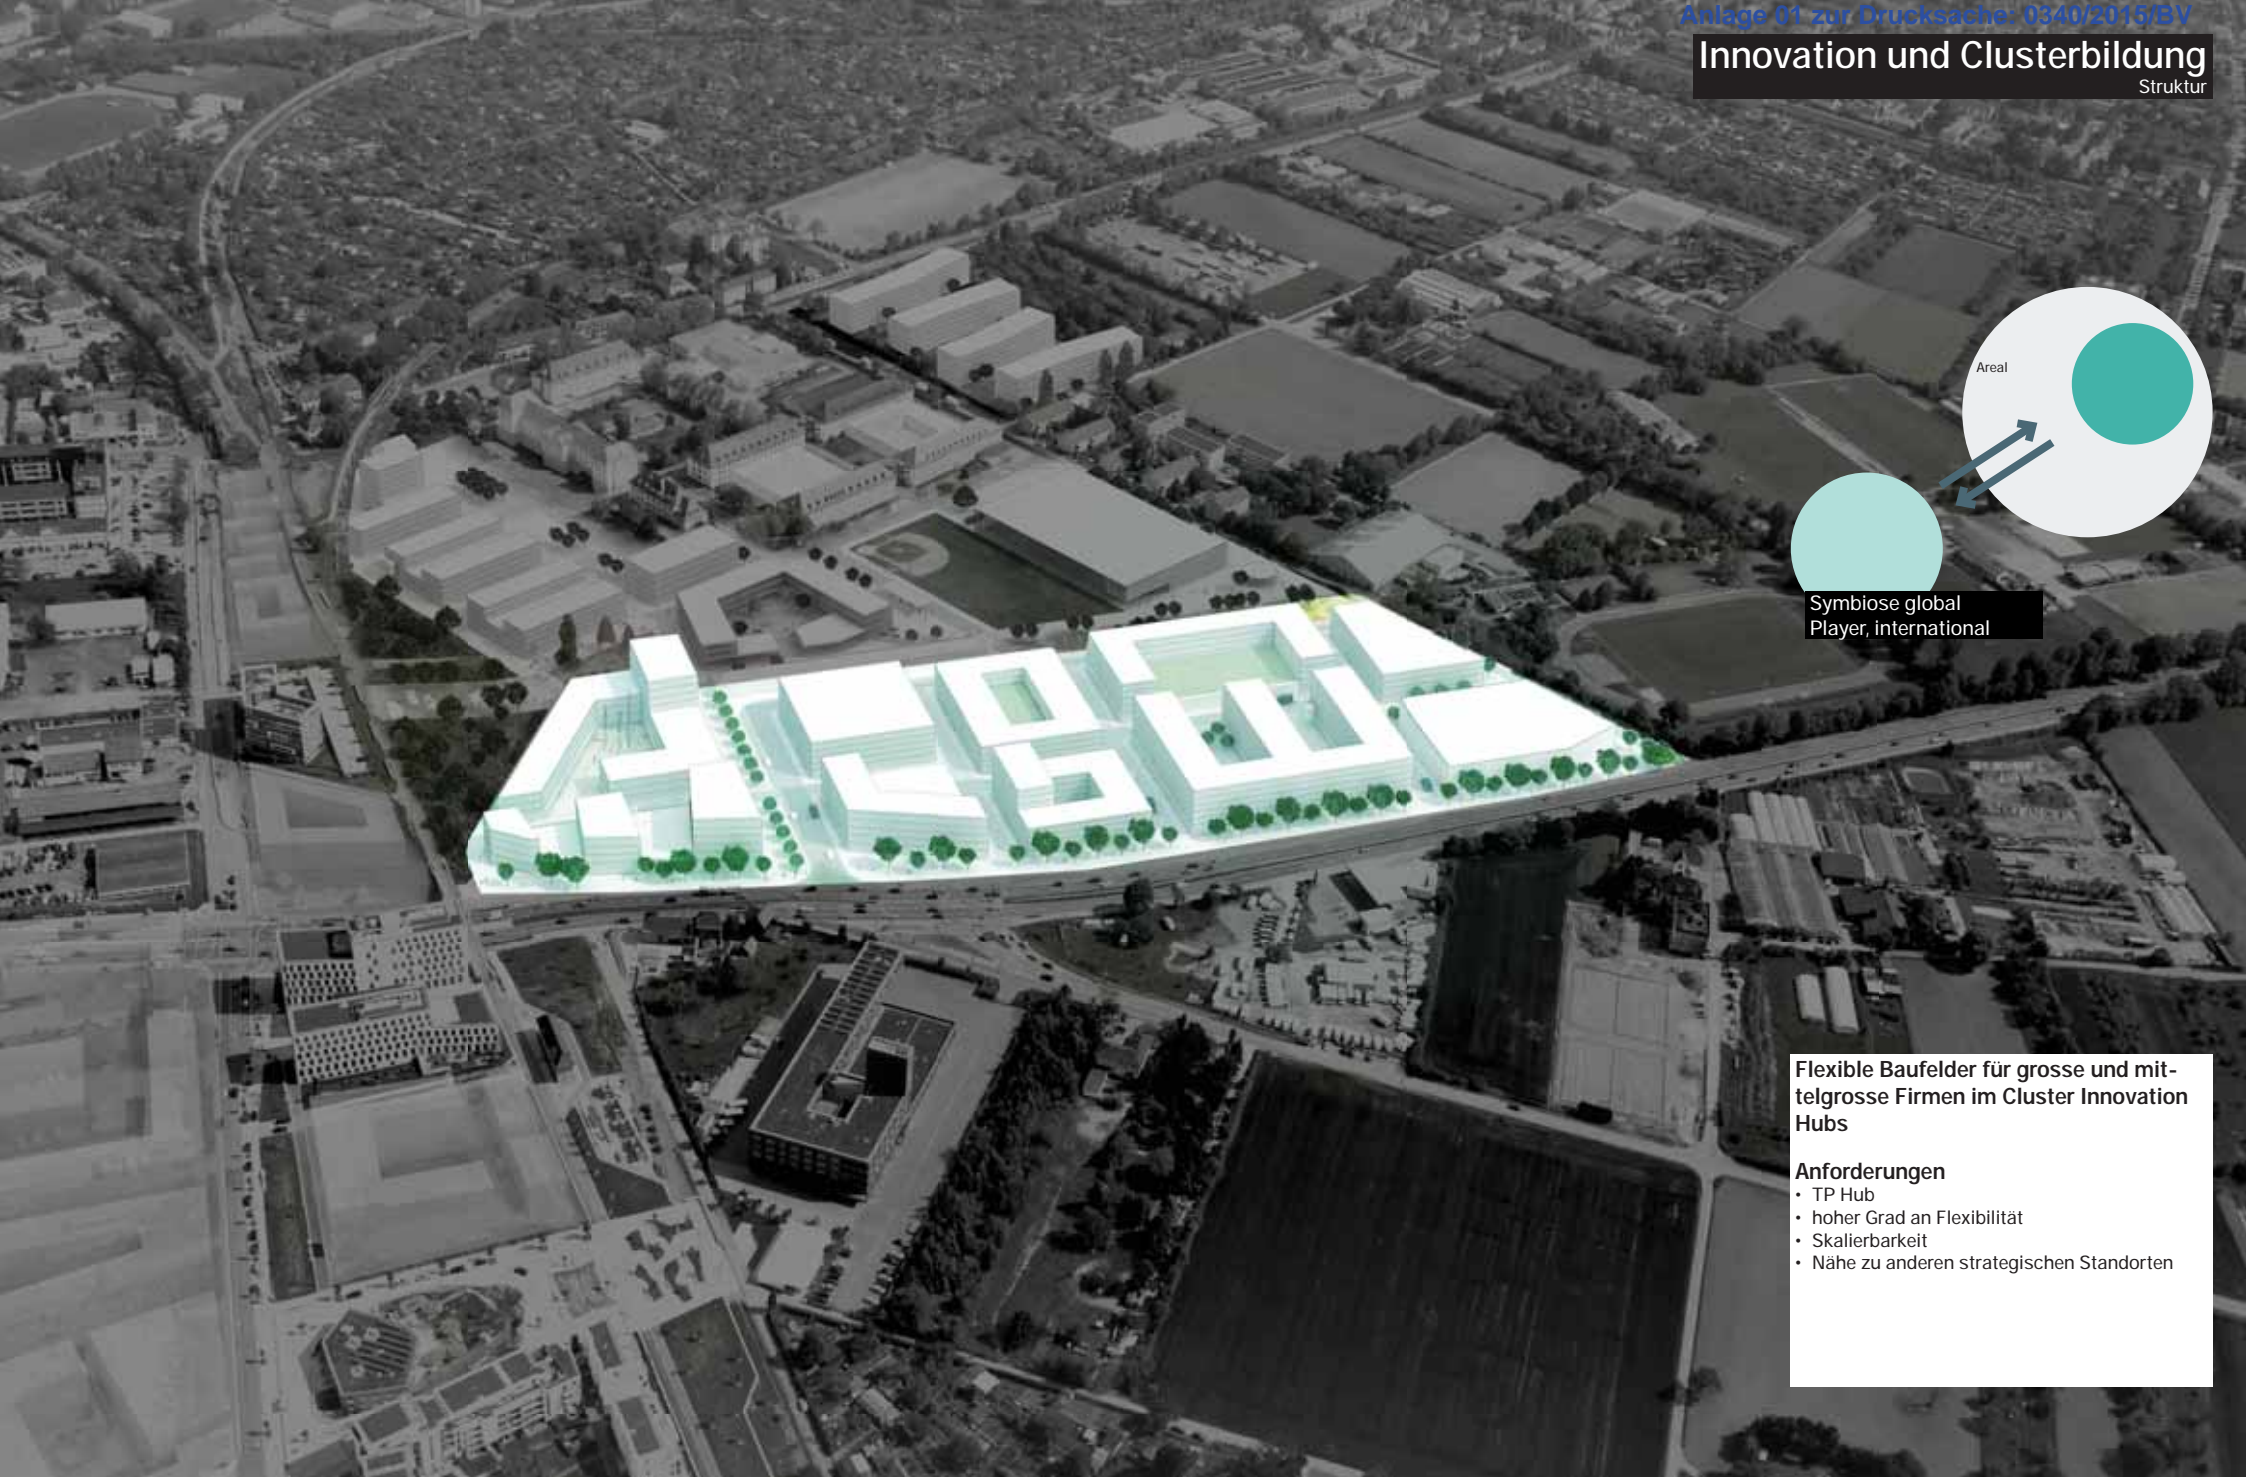 Anlage 01 zur Drucksache: 0340/2015/BV
Innovation und Clusterbildung
Struktur
Areal
Symbiose global
Player, international
Flexible Baufelder für grosse und mit-
telgrosse Firmen im Cluster Innovation
Hubs
Anforderungen
• TP Hub
• hoher Grad an Flexibilität
• Skalierbarkeit
• Nähe zu anderen strategischen Standorten